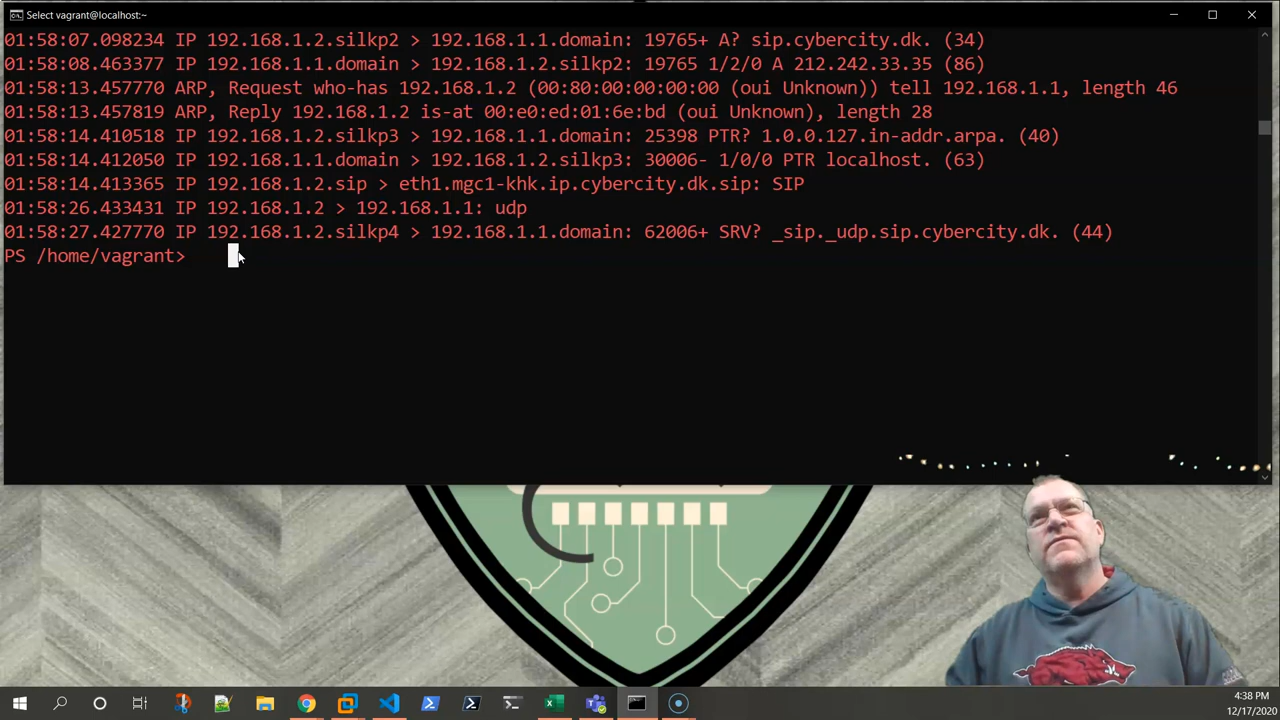 Select vagrant@localhost:~
01:58:07.098234 IP 192.168.1.2.silkp2 > 192.168.1.1.domain: 19765+ A? sip.cybercity.dk. (34)
01:58:08.463377 IP 192.168.1.1.domain > 192.168.1.2.silkp2: 19765 1/2/0 A 212.242.33.35 (86)
01:58:13.457770 ARP, Request who-has 192.168.1.2 (00:80:00:00:00:00 (oui Unknown)) tell 192.168.1.1, length 46
01:58:13.457819 ARP, Reply 192.168.1.2 is-at 00:e0:ed:01:6e:bd (oui Unknown), length 28
01:58:14.410518 IP 192.168.1.2.silkp3 > 192.168.1.1.domain: 25398 PTR? 1.0.0.127.in-addr.arpa. (40)
01:58:14.412050 IP 192.168.1.1.domain > 192.168.1.2.silkp3: 30006- 1/0/0 PTR localhost. (63)
01:58:14.413365 IP 192.168.1.2.sip > eth1.mgc1-khk.ip.cybercity.dk.sip: SIP
01:58:26.433431 IP 192.168.1.2 > 192.168.1.1: udp
01:58:27.427770 IP 192.168.1.2.silkp4 > 192.168.1.1.domain: 62006+ SRV? _sip._udp.sip.cybercity.dk. (44)
PS /home/vagrant>
4:38 PM
12/17/2020